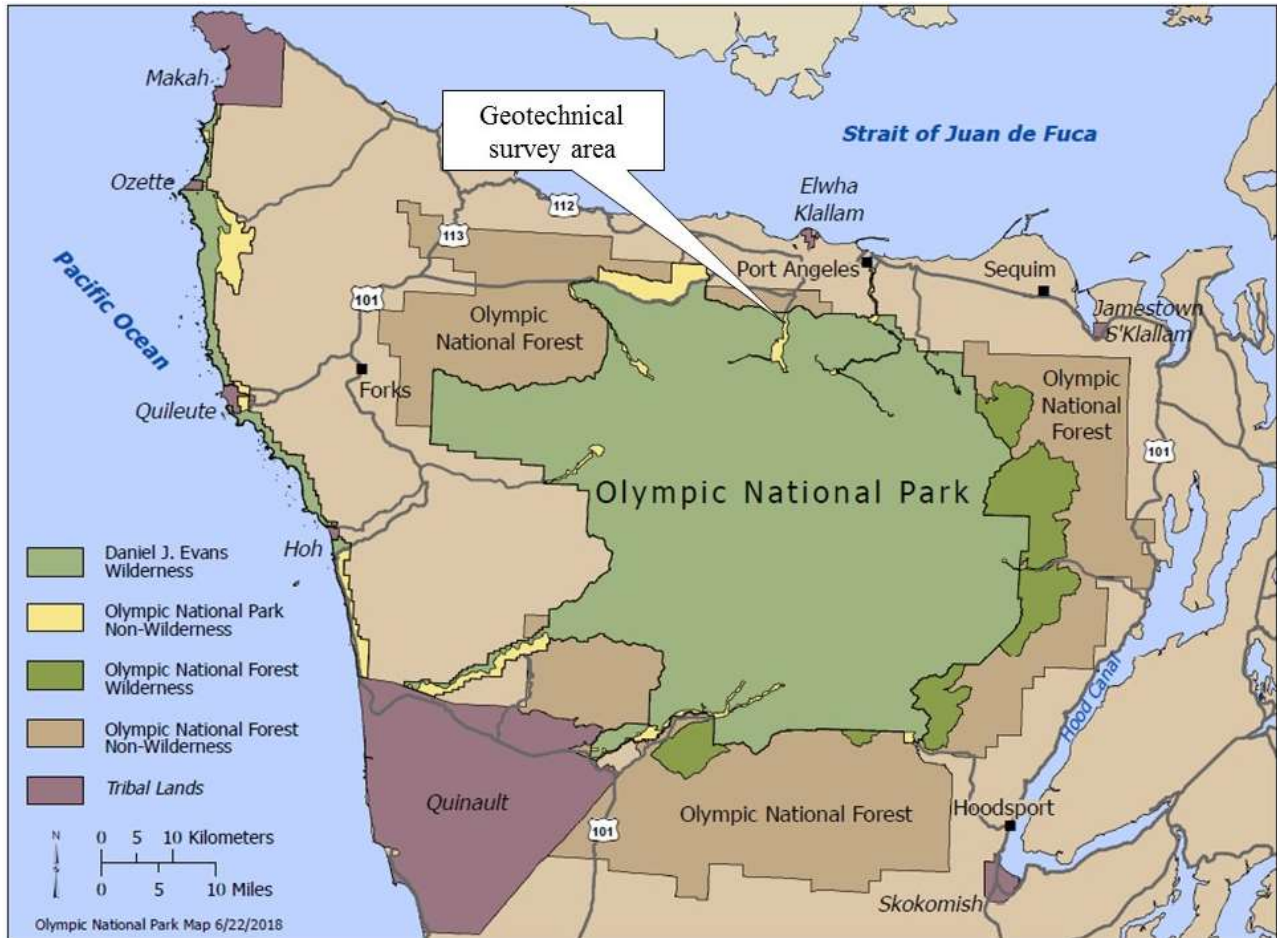 Makah
Geotechnical
survey area
Strait of Juan de Fuca
Ozette
Elwha
Klallam
112
113
Port Angeles
Sequim
Pacific Ocean
101
Jamestown
S'Klallam
Olympic
National Forest
Forks
Olympic
National
Forest
Quileute
101
Olympic National Park
Hoh
Daniel J. Evans
Wilderness
Olympic National Park
Non-Wilderness
Olympic National Forest
Wilderness
Olympic National Forest
Non-Wilderness
Tribal Lands
Hood Canal
Quinault
Olympic National Forest
Hoodsport
101
Skokomish
N
0 5 10 Kilometers
0 5 10 Miles
Olympic National Park Map 6/22/2018